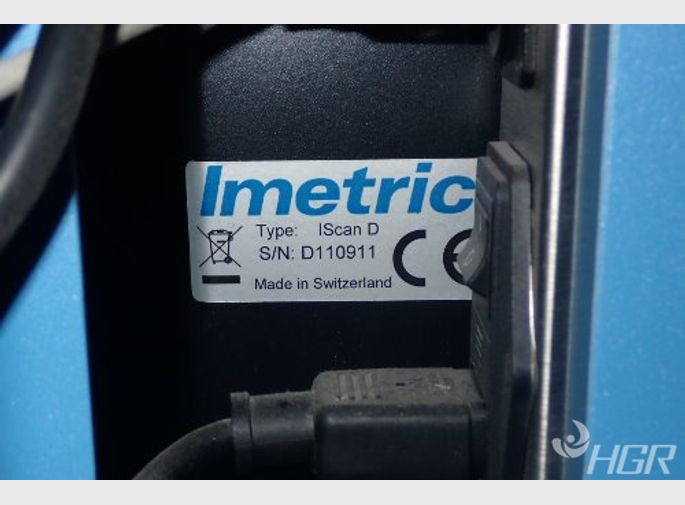 Imetric
Type: IScan D
S/N: D110911
CE
Made in Switzerland
HGR